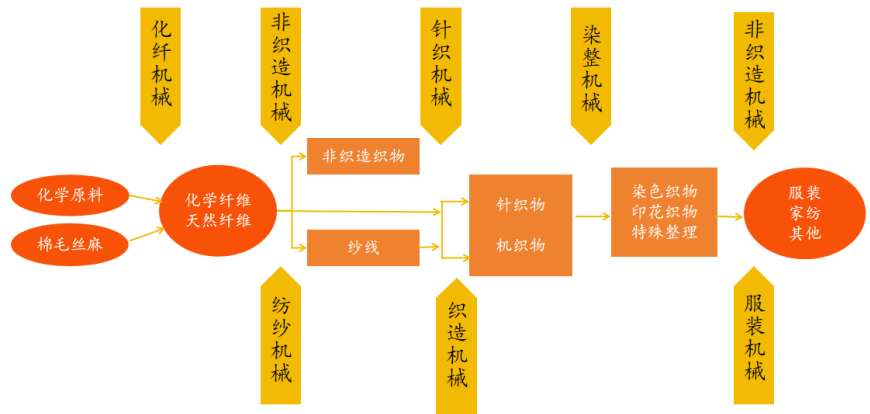 化纤机械
非织造机械
针织机械
染整机械
非织造机械
化学原料
棉毛丝麻
化学纤维
天然纤维
非织造织物
纱线
针织物
机织物
染色织物
印花织物
特殊整理
服装
家纺
其他
纺纱机械
织造机械
服装机械